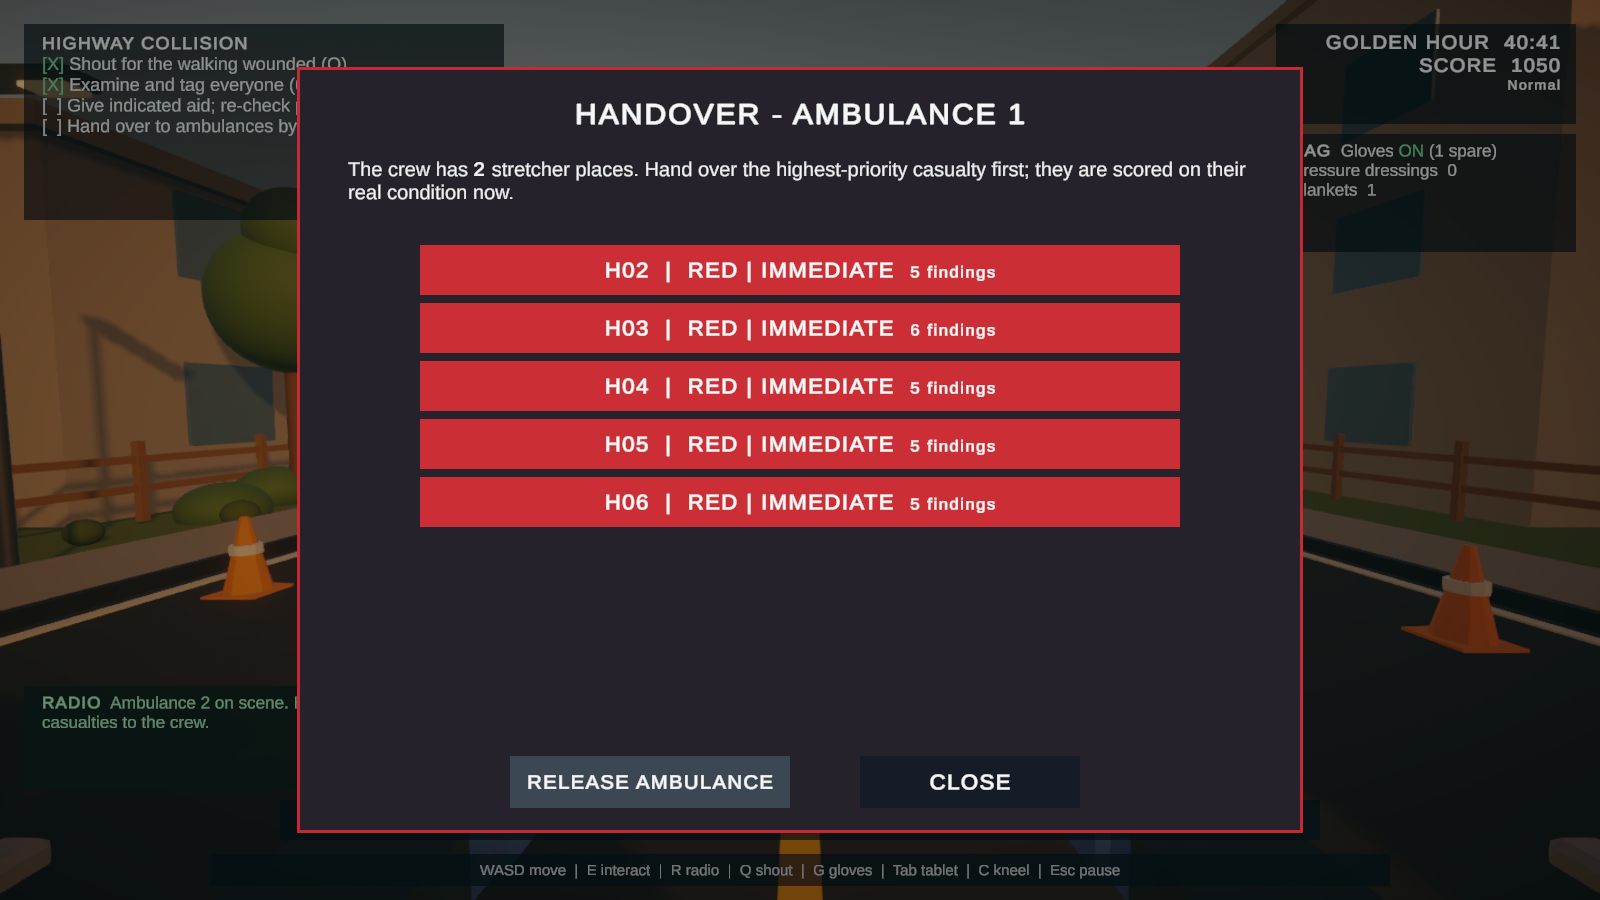 HIGHWAY COLLISION
[X] Shout for the walking wounded (Q)
[X] Examine and tag everyone (
[ ] Give indicated aid; re-check
[ ] Hand over to ambulances by
GOLDEN HOUR 40:41
SCORE 1050
Normal
AG Gloves ON (1 spare)
ressure dressings 0
lankets 1
HANDOVER - AMBULANCE 1
The crew has 2 stretcher places. Hand over the highest-priority casualty first; they are scored on their
real condition now.
H02 | RED | IMMEDIATE 5 findings
H03 | RED | IMMEDIATE 6 findings
H04 | RED | IMMEDIATE 5 findings
H05 | RED | IMMEDIATE 5 findings
H06 | RED | IMMEDIATE 5 findings
RADIO Ambulance 2 on scene.
casualties to the crew.
RELEASE AMBULANCE
CLOSE
WASD move | E interact | R radio | Q shout | G gloves | Tab tablet | C kneel | Esc pause